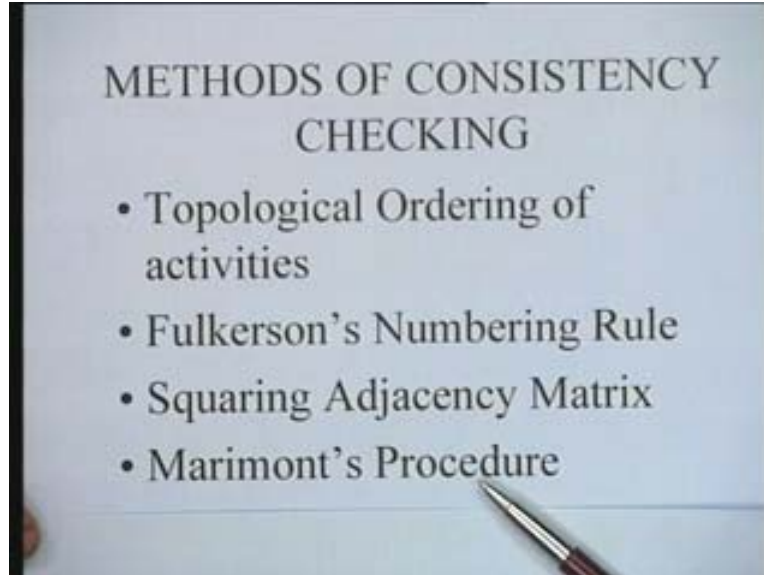 METHODS OF CONSISTENCY
CHECKING
• Topological Ordering of
activities
• Fulkerson's Numbering Rule
• Squaring Adjacency Matrix
• Marimont's Procedure